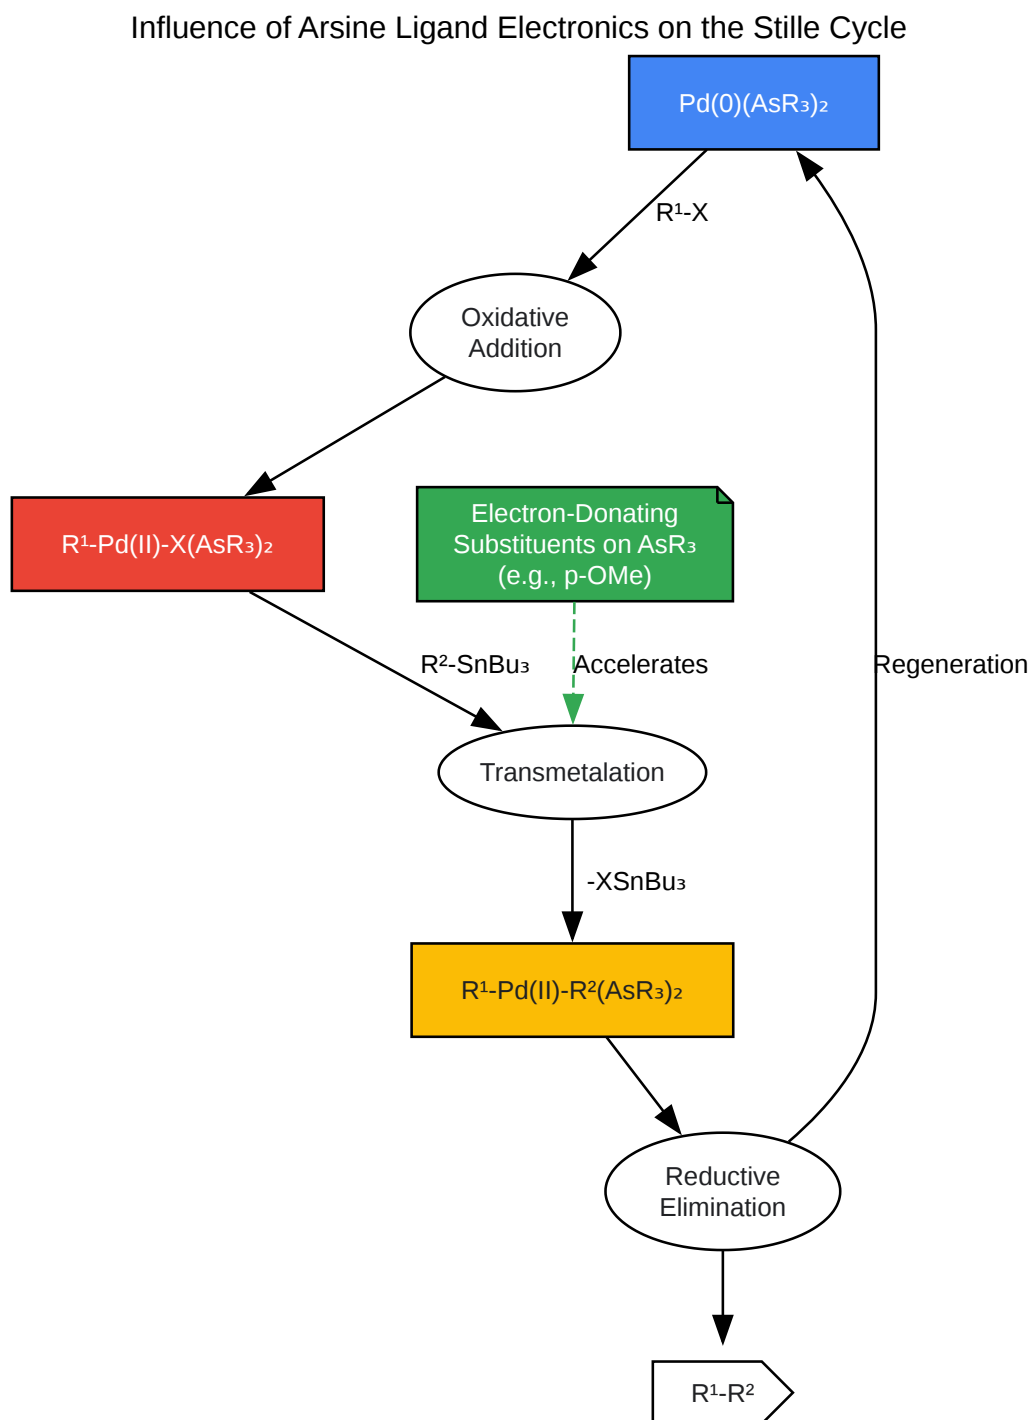 Influence of Arsine Ligand Electronics on the Stille Cycle
Pd(0)(AsR₃)₂
R¹-X
Oxidative
Addition
R¹-Pd(II)-X(AsR₃)₂
Electron-Donating
Substituents on AsR₃
(e.g., p-OMe)
R²-SnBu₃
Accelerates
Regeneration
Transmetalation
-XSnBu₃
R¹-Pd(II)-R²(AsR₃)₂
Reductive
Elimination
R¹-R²